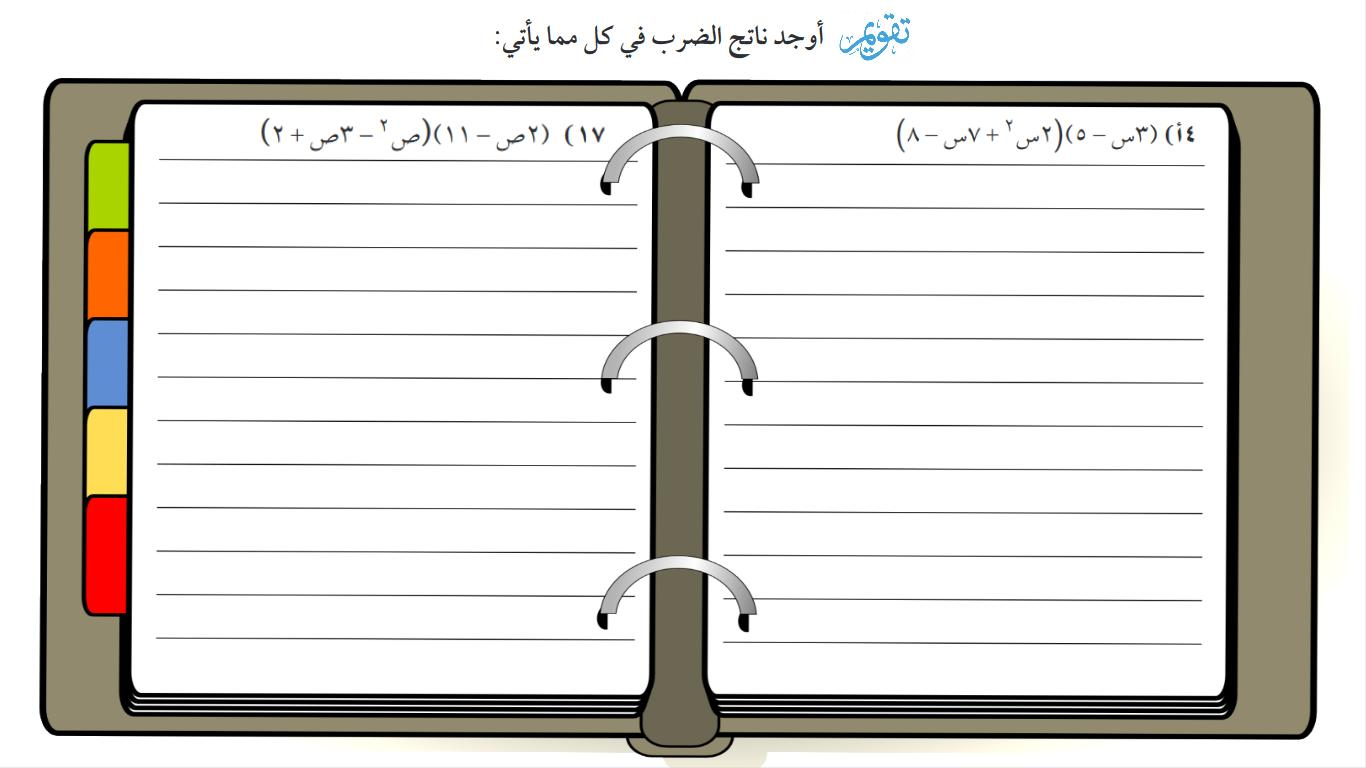 تقويم أوجد ناتج الضرب في كل مما يأتي:
٤أ) (٣س − ٥)(٢س٢ + ٧س − ٨)
١٧) (٢ص − ١١)(ص٢ − ٣ص + ٢)